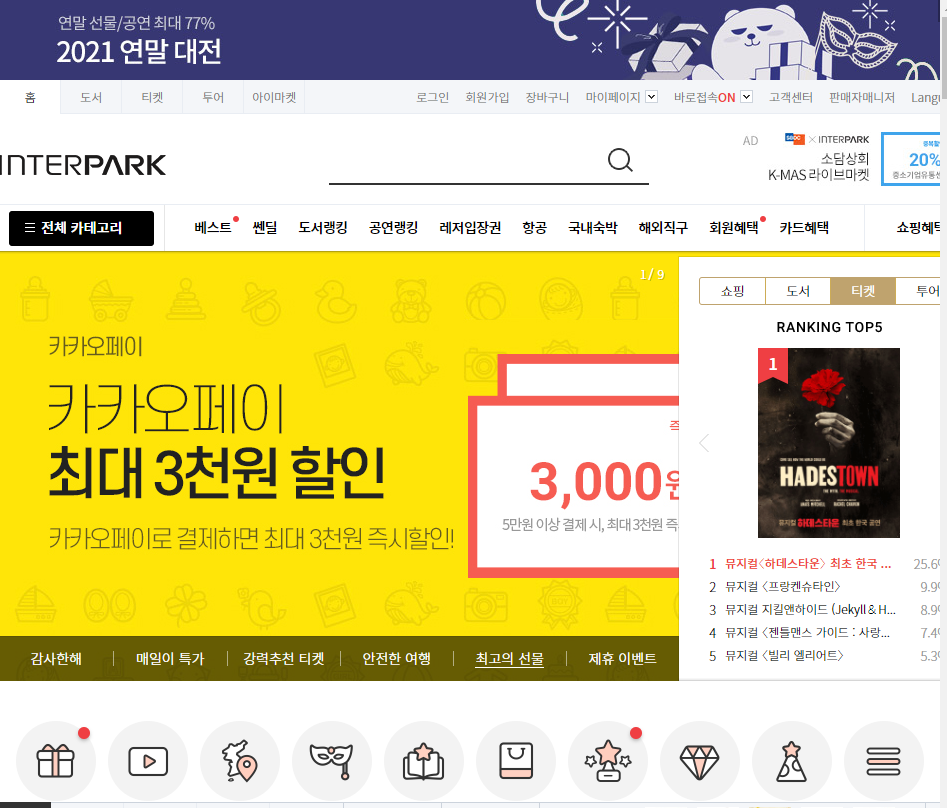 연말 선물/공연 최대 77%
2021 연말 대전
홈 도서 티켓 투어 아이마켓 로그인 회원가입 장바구니 마이페이지 바로접속ON 고객센터 판매자매니저 Langu
AD
INTERPARK
소담상회
K-MAS 라이브마켓
20%
중소기업유통센
INTERPARK
전체 카테고리 베스트 쎈딜 도서랭킹 공연랭킹 레저입장권 항공 국내숙박 해외직구 회원혜택 카드혜택 쇼핑혜택
1 / 9
카카오페이
카카오페이
최대 3천원 할인
카카오페이로 결제하면 최대 3천원 즉시할인!
즉
3,000원
5만원 이상 결제 시, 최대 3천원 즉
감사한해 매일이 특가 강력추천 티켓 안전한 여행 최고의 선물 제휴 이벤트
쇼핑 도서 티켓 투어
RANKING TOP5
1
HADESTOWN
뮤지컬 하데스타운 최초 한국 공연
1 뮤지컬〈하데스타운〉 최초 한국 ... 25.6%
2 뮤지컬 〈프랑켄슈타인〉 9.9%
3 뮤지컬 지킬앤하이드 (Jekyll & H... 8.9%
4 뮤지컬 〈젠틀맨스 가이드 : 사랑... 7.4%
5 뮤지컬 〈빌리 엘리어트〉 5.3%